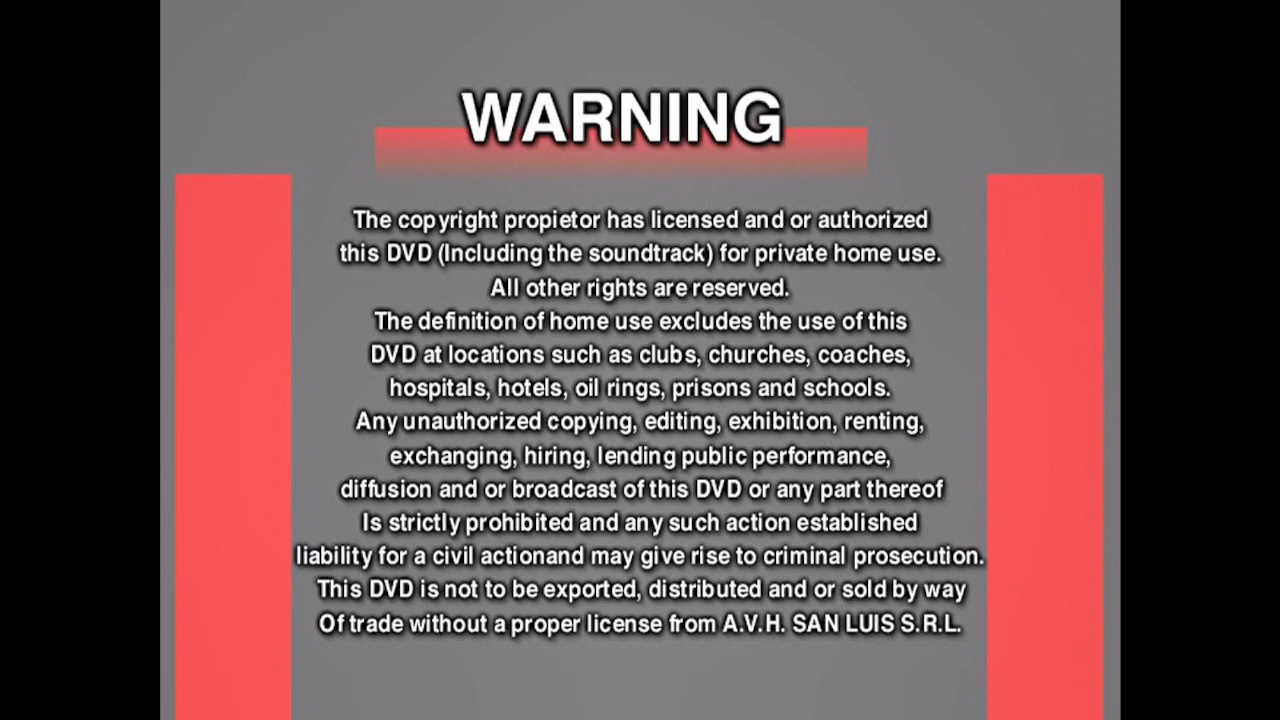 WARNING
The copyright propietor has licensed and or authorized
this DVD (Including the soundtrack) for private home use.
All other rights are reserved.
The definition of home use excludes the use of this
DVD at locations such as clubs, churches, coaches,
hospitals, hotels, oil rings, prisons and schools.
Any unauthorized copying, editing, exhibition, renting,
exchanging, hiring, lending public performance,
diffusion and or broadcast of this DVD or any part thereof
Is strictly prohibited and any such action established
liability for a civil actionand may give rise to criminal prosecution.
This DVD is not to be exported, distributed and or sold by way
Of trade without a proper license from A.V.H. SAN LUIS S.R.L.